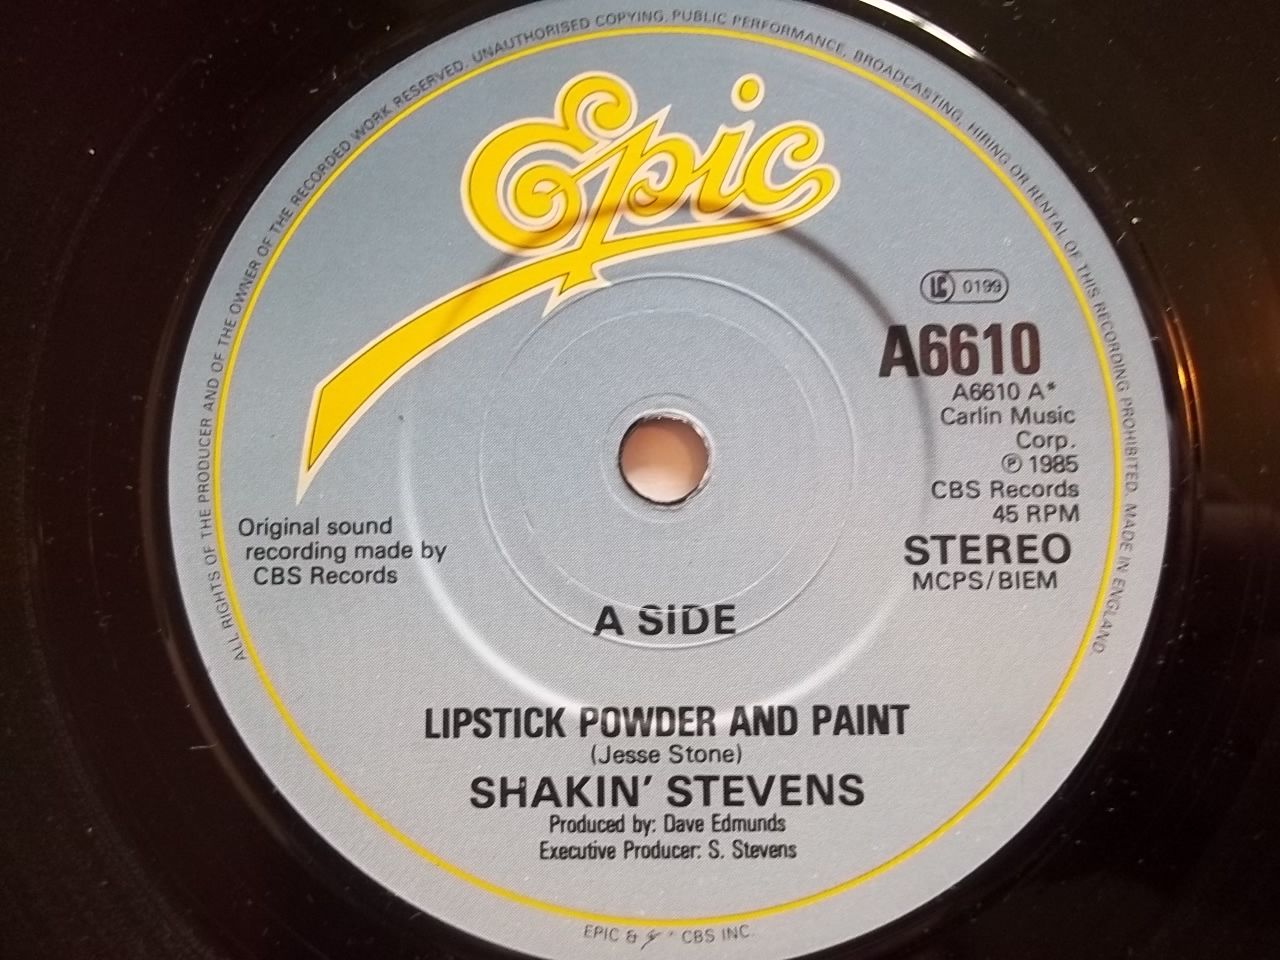 ALL RIGHTS OF THE PRODUCER AND OF THE OWNER OF THE RECORDED WORK RESERVED. UNAUTHORISED COPYING, PUBLIC PERFORMANCE, BROADCASTING, HIRING OR RENTAL OF THIS RECORDING PROHIBITED. MADE IN ENGLAND
Epic
LC 0199
A6610
A6610 A*
Carlin Music
Corp.
℗ 1985
CBS Records
45 RPM
STEREO
MCPS/BIEM
Original sound
recording made by
CBS Records
A SIDE
LIPSTICK POWDER AND PAINT
(Jesse Stone)
SHAKIN' STEVENS
Produced by: Dave Edmunds
Executive Producer: S. Stevens
EPIC & CBS INC.